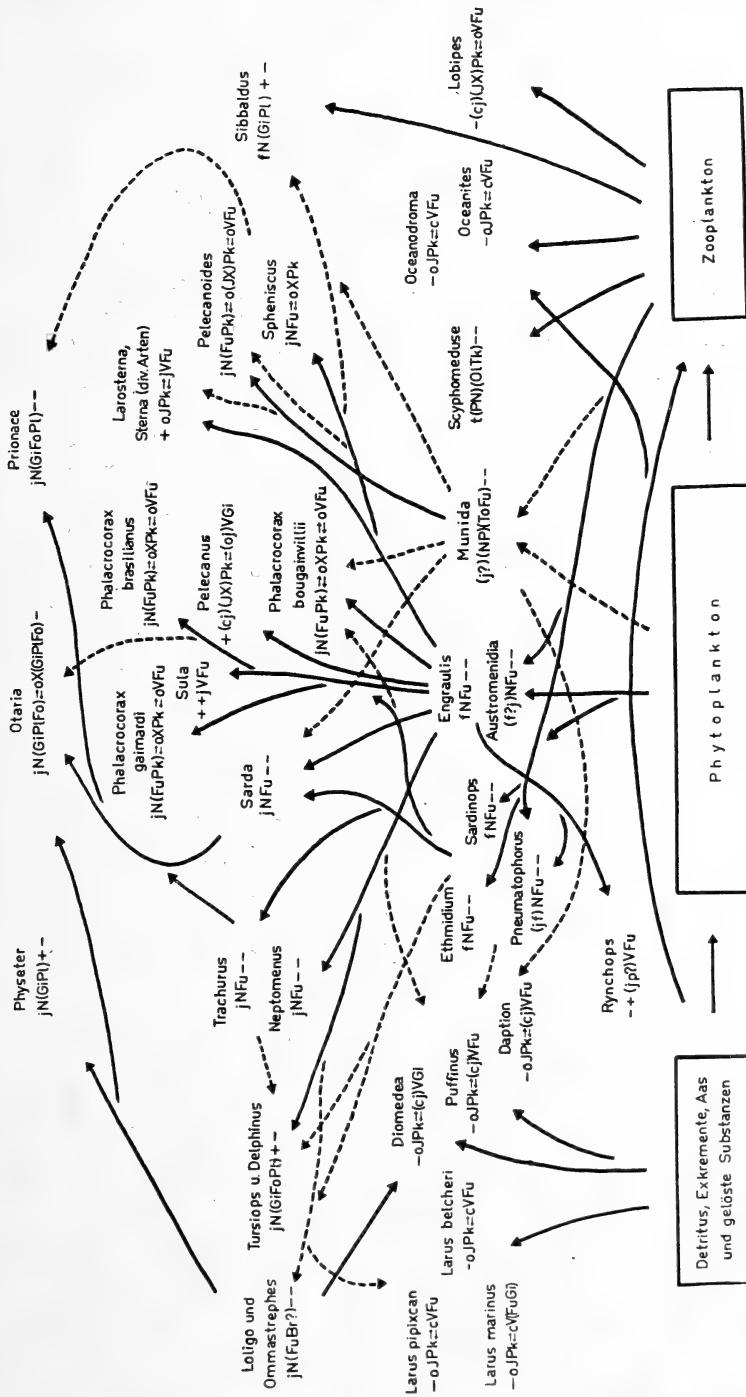 Physeter
jN(GiPl)+-
Otaria
jN(GiPlFo)=oX(GiPlFo)-
Prionace
jN(GiFoPl)--
Phalacrocorax
gaimardi
jN(FuPk)=oXPk=oVFu
Phalacrocorax
brasilianus
jN(FuPk)=oXPk=oVFu
Larosterna,
Sterna (div. Arten)
+ oJPk=jVFu
Sula
++jVFu
Pelecanus
+(cj)(JX)Pk=(oj)VGi
Pelecanoides
jN(FuPk)=o(JX)Pk=oVFu
Sibbaldus
fN(GiPl)+-
Trachurus
jNFu--
Sarda
jNFu--
Phalacrocorax
bougainvillii
jN(FuPk)=oXPk=oVFu
Spheniscus
jNFu=oXPk
Neptomenus
jNFu--
Loligo und
Ommastrephes
jN(FuBr?)--
Tursiops u. Delphinus
jN(GiFoPl)+-
Diomedea
-oJPk=(cj)VGi
Engraulis
fNFu--
Munida
(j?)(NPX)(ToFu)--
Oceanodroma
-oJPk=cVFu
Ethmidium
fNFu--
Sardinops
fNFu--
Austromenidia
(f?j)NFu--
Scyphomeduse
t(PN)(OlTk)--
Oceanites
-oJPk=cVFu
Lobipes
-(cj)(JX)Pk=oVFu
Pneumatophorus
(jf)NFu--
Larus pipixcan
-oJPk=cVFu
Larus belcheri
-oJPk=cVFu
Puffinus
-oJPk=(cj)VFu
Daption
-oJPk=(cj)VFu
Larus marinus
-oJPk=cV(FuGi)
Rynchops
-+(jp?)VFu
Detritus, Exkremente, Aas
und gelöste Substanzen
Phytoplankton
Zooplankton